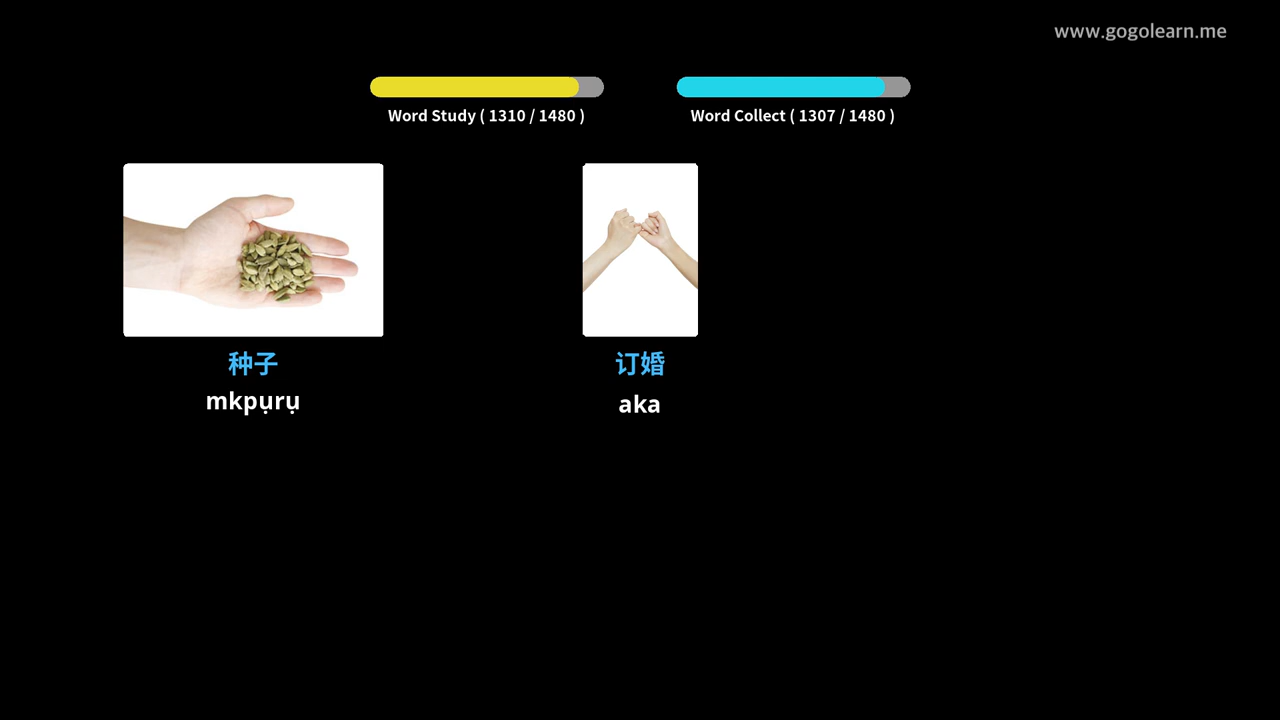 www.gogolearn.me
Word Study ( 1310 / 1480 )
Word Collect ( 1307 / 1480 )
种子
mkpụrụ
订婚
aka